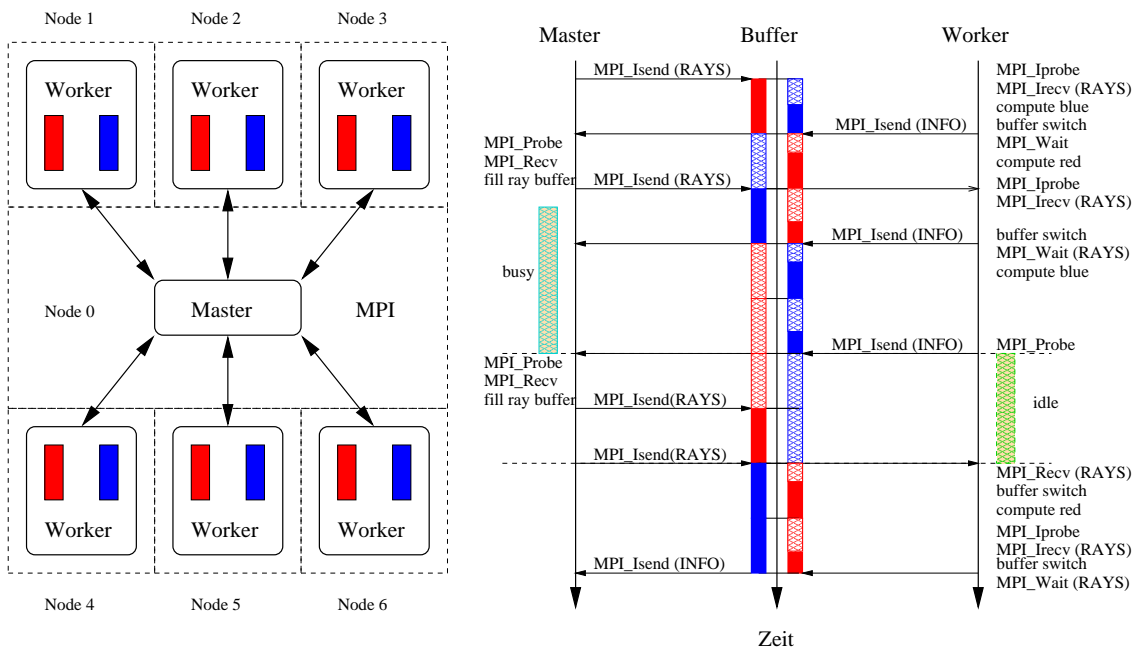 Node 1
Node 2
Node 3
Worker
Worker
Worker
Node 0
Master
MPI
Worker
Worker
Worker
Node 4
Node 5
Node 6
Master
Buffer
Worker
MPI_Isend (RAYS)
MPI_Iprobe
MPI_Irecv (RAYS)
compute blue
buffer switch
MPI_Isend (INFO)
MPI_Probe
MPI_Recv
fill ray buffer
MPI_Wait
compute red
MPI_Isend (RAYS)
MPI_Iprobe
MPI_Irecv (RAYS)
buffer switch
MPI_Isend (INFO)
MPI_Wait (RAYS)
compute blue
busy
MPI_Isend (INFO)
MPI_Probe
MPI_Probe
MPI_Recv
fill ray buffer
MPI_Isend(RAYS)
idle
MPI_Isend(RAYS)
MPI_Recv (RAYS)
buffer switch
compute red
MPI_Iprobe
MPI_Irecv (RAYS)
buffer switch
MPI_Isend (INFO)
MPI_Wait (RAYS)
Zeit